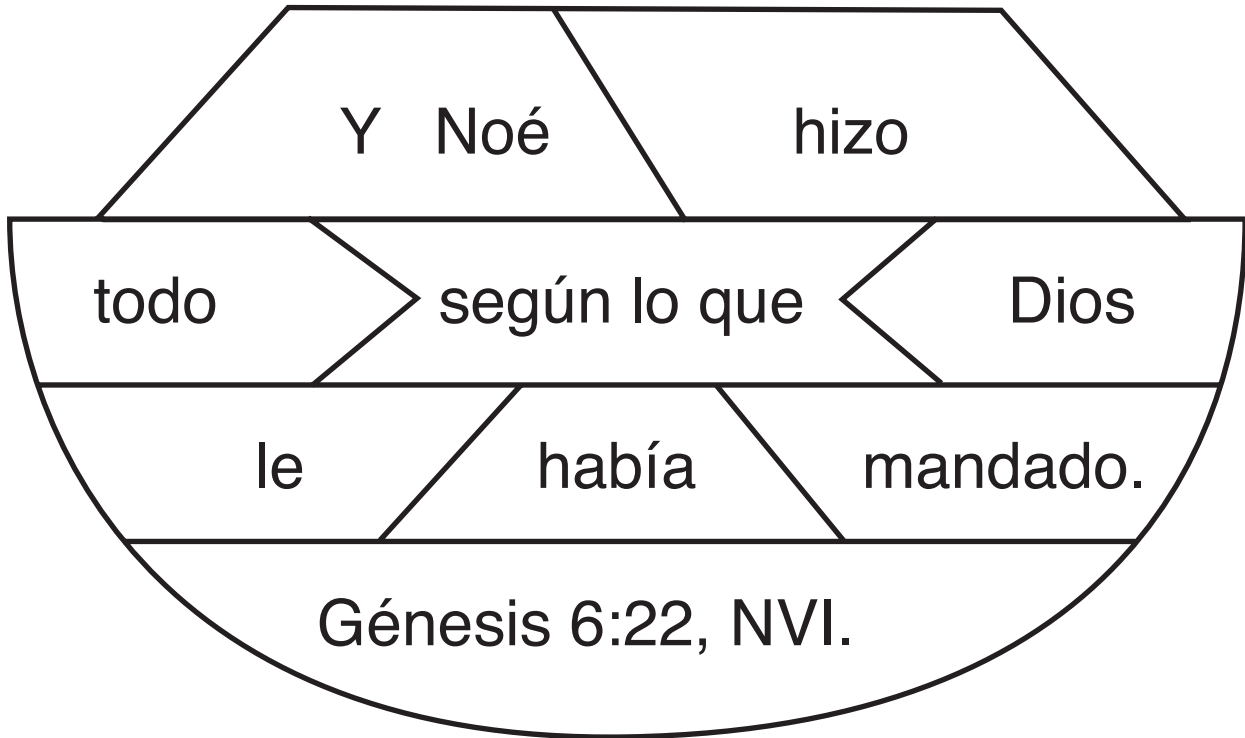 Y Noé hizo
todo según lo que Dios
le había mandado.
Génesis 6:22, NVI.